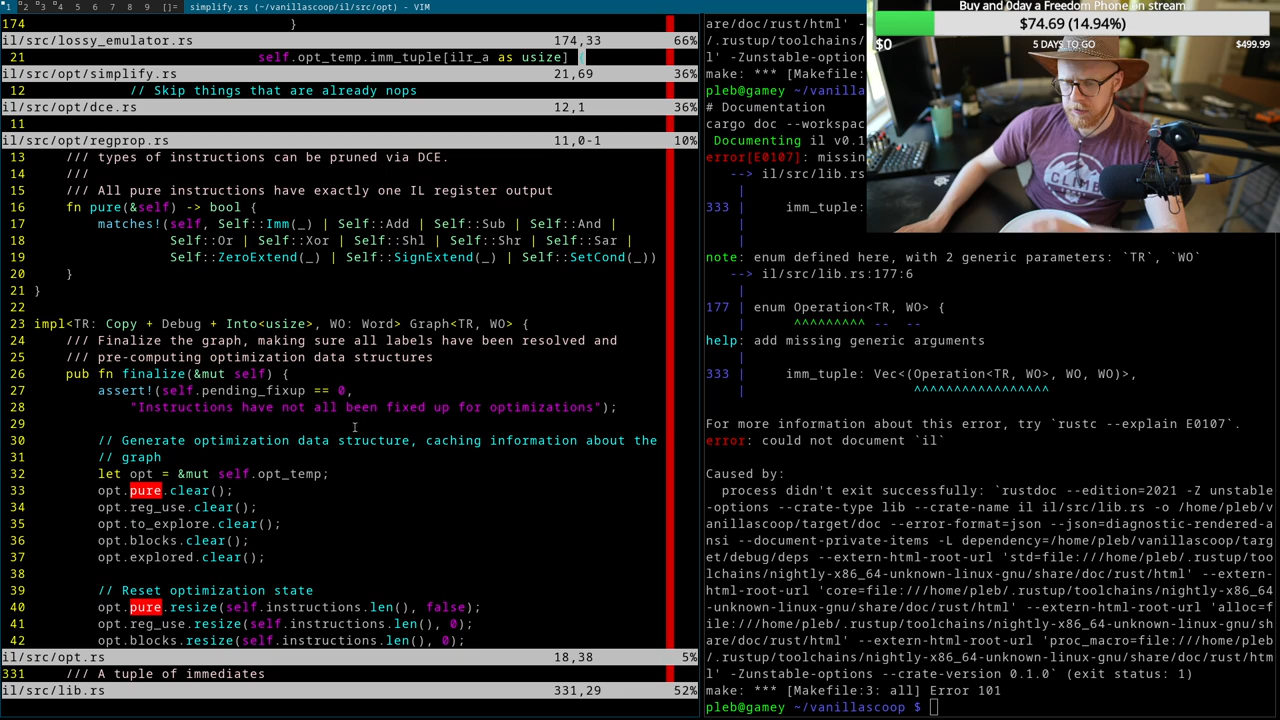 1 2 3 4 5 6 7 8 9 []= simplify.rs (~/vanillascoop/il/src/opt) - VIM
174 }
il/src/lossy_emulator.rs 174,33 66%
21 self.opt_temp.imm_tuple[ilr_a as usize] {
il/src/opt/simplify.rs 21,69 36%
12 // Skip things that are already nops
il/src/opt/dce.rs 12,1 36%
11
il/src/opt/regprop.rs 11,0-1 10%
13 /// types of instructions can be pruned via DCE.
14 ///
15 /// All pure instructions have exactly one IL register output
16 fn pure(&self) -> bool {
17 matches!(self, Self::Imm(_) | Self::Add | Self::Sub | Self::And |
18 Self::Or | Self::Xor | Self::Shl | Self::Shr | Self::Sar |
19 Self::ZeroExtend(_) | Self::SignExtend(_) | Self::SetCond(_))
20 }
21 }
22
23 impl<TR: Copy + Debug + Into<usize>, WO: Word> Graph<TR, WO> {
24 /// Finalize the graph, making sure all labels have been resolved and
25 /// pre-computing optimization data structures
26 pub fn finalize(&mut self) {
27 assert!(self.pending_fixup == 0,
28 "Instructions have not all been fixed up for optimizations");
29
30 // Generate optimization data structure, caching information about the
31 // graph
32 let opt = &mut self.opt_temp;
33 opt.pure.clear();
34 opt.reg_use.clear();
35 opt.to_explore.clear();
36 opt.blocks.clear();
37 opt.explored.clear();
38
39 // Reset optimization state
40 opt.pure.resize(self.instructions.len(), false);
41 opt.reg_use.resize(self.instructions.len(), 0);
42 opt.blocks.resize(self.instructions.len(), 0);
il/src/opt.rs 18,38 5%
331 /// A tuple of immediates
il/src/lib.rs 331,29 52%
are/doc/rust/html' -
/.rustup/toolchains/
l' -Zunstable-option
make: *** [Makefile:
pleb@gamey ~/vanilla
# Documentation
cargo doc --workspac
Documenting il v0.1
error[E0107]: missin
--> il/src/lib.rs
|
333 | imm_tuple:
|
|
note: enum defined here, with 2 generic parameters: `TR`, `WO`
--> il/src/lib.rs:177:6
|
177 | enum Operation<TR, WO> {
| ^^^^^^^^^ -- --
help: add missing generic arguments
|
333 | imm_tuple: Vec<(Operation<TR, WO>, WO, WO)>,
| ^^^^^^^^^^^^^^^^^
For more information about this error, try `rustc --explain E0107`.
error: could not document `il`
Caused by:
process didn't exit successfully: `rustdoc --edition=2021 -Z unstable
-options --crate-type lib --crate-name il il/src/lib.rs -o /home/pleb/v
anillascoop/target/doc --error-format=json --json=diagnostic-rendered-a
nsi --document-private-items -L dependency=/home/pleb/vanillascoop/targ
et/debug/deps --extern-html-root-url 'std=file:///home/pleb/.rustup/too
lchains/nightly-x86_64-unknown-linux-gnu/share/doc/rust/html' --extern-
html-root-url 'core=file:///home/pleb/.rustup/toolchains/nightly-x86_64
-unknown-linux-gnu/share/doc/rust/html' --extern-html-root-url 'alloc=f
ile:///home/pleb/.rustup/toolchains/nightly-x86_64-unknown-linux-gnu/sh
are/doc/rust/html' --extern-html-root-url 'proc_macro=file:///home/pleb
/.rustup/toolchains/nightly-x86_64-unknown-linux-gnu/share/doc/rust/htm
l' -Zunstable-options --crate-version 0.1.0` (exit status: 1)
make: *** [Makefile:3: all] Error 101
pleb@gamey ~/vanillascoop $
Buy and 0day a Freedom Phone on stream
$74.69 (14.94%)
$0 5 DAYS TO GO $499.99
CLIMB